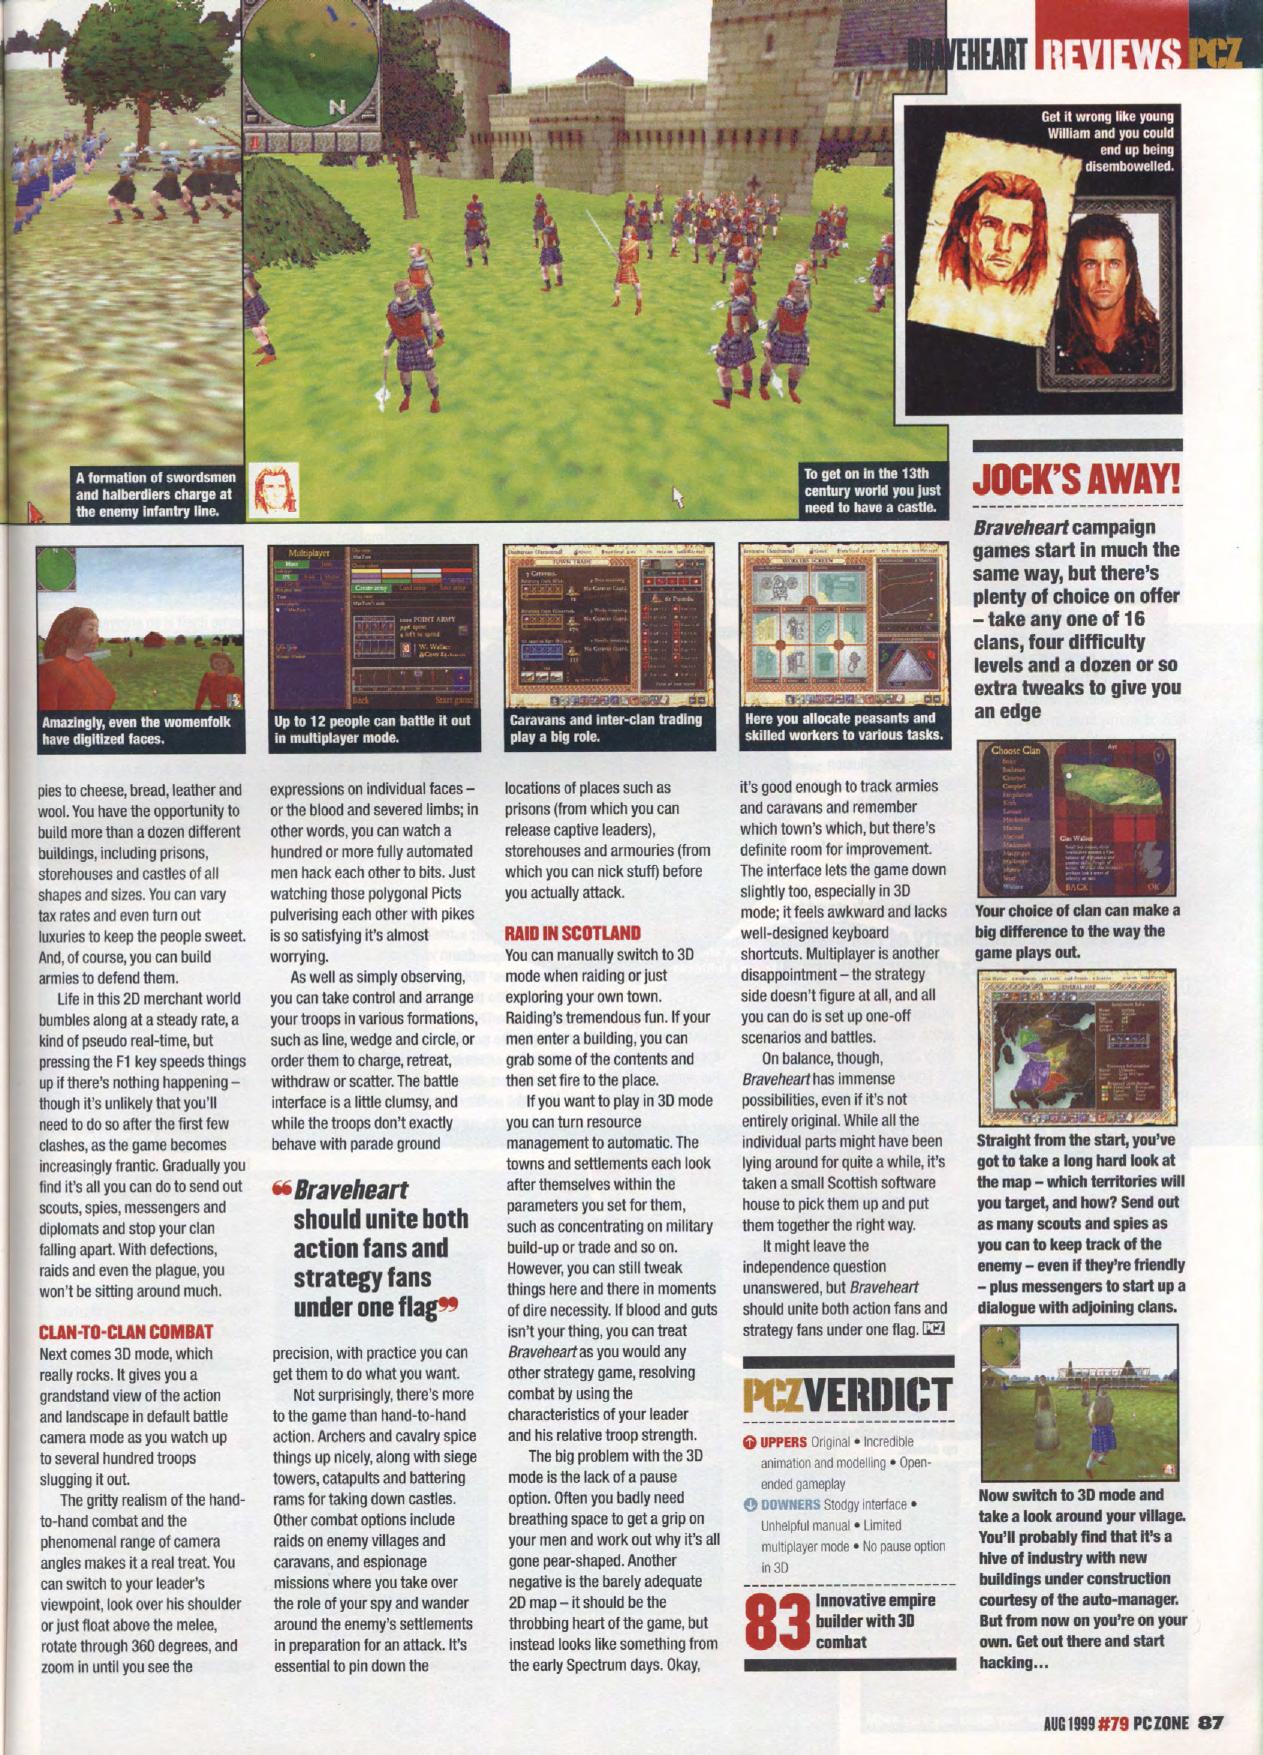 BRAVEHEART REVIEWS PCZ
Get it wrong like young
William and you could
end up being
disembowelled.
N
A formation of swordsmen
and halberdiers charge at
the enemy infantry line.
To get on in the 13th
century world you just
need to have a castle.
Multiplayer
Create army
1000 POINT ARMY
W. Wallace
Back
Start game
TOWN TRADE
WORKERS SCREEN
Amazingly, even the womenfolk
have digitized faces.
Up to 12 people can battle it out
in multiplayer mode.
Caravans and inter-clan trading
play a big role.
Here you allocate peasants and
skilled workers to various tasks.
pies to cheese, bread, leather and
wool. You have the opportunity to
build more than a dozen different
buildings, including prisons,
storehouses and castles of all
shapes and sizes. You can vary
tax rates and even turn out
luxuries to keep the people sweet.
And, of course, you can build
armies to defend them.
Life in this 2D merchant world
bumbles along at a steady rate, a
kind of pseudo real-time, but
pressing the F1 key speeds things
up if there's nothing happening –
though it's unlikely that you'll
need to do so after the first few
clashes, as the game becomes
increasingly frantic. Gradually you
find it's all you can do to send out
scouts, spies, messengers and
diplomats and stop your clan
falling apart. With defections,
raids and even the plague, you
won't be sitting around much.
CLAN-TO-CLAN COMBAT
Next comes 3D mode, which
really rocks. It gives you a
grandstand view of the action
and landscape in default battle
camera mode as you watch up
to several hundred troops
slugging it out.
The gritty realism of the hand-
to-hand combat and the
phenomenal range of camera
angles makes it a real treat. You
can switch to your leader's
viewpoint, look over his shoulder
or just float above the melee,
rotate through 360 degrees, and
zoom in until you see the
expressions on individual faces –
or the blood and severed limbs; in
other words, you can watch a
hundred or more fully automated
men hack each other to bits. Just
watching those polygonal Picts
pulverising each other with pikes
is so satisfying it's almost
worrying.
As well as simply observing,
you can take control and arrange
your troops in various formations,
such as line, wedge and circle, or
order them to charge, retreat,
withdraw or scatter. The battle
interface is a little clumsy, and
while the troops don't exactly
behave with parade ground
“Braveheart
should unite both
action fans and
strategy fans
under one flag”
precision, with practice you can
get them to do what you want.
Not surprisingly, there's more
to the game than hand-to-hand
action. Archers and cavalry spice
things up nicely, along with siege
towers, catapults and battering
rams for taking down castles.
Other combat options include
raids on enemy villages and
caravans, and espionage
missions where you take over
the role of your spy and wander
around the enemy's settlements
in preparation for an attack. It's
essential to pin down the
locations of places such as
prisons (from which you can
release captive leaders),
storehouses and armouries (from
which you can nick stuff) before
you actually attack.
RAID IN SCOTLAND
You can manually switch to 3D
mode when raiding or just
exploring your own town.
Raiding's tremendous fun. If your
men enter a building, you can
grab some of the contents and
then set fire to the place.
If you want to play in 3D mode
you can turn resource
management to automatic. The
towns and settlements each look
after themselves within the
parameters you set for them,
such as concentrating on military
build-up or trade and so on.
However, you can still tweak
things here and there in moments
of dire necessity. If blood and guts
isn't your thing, you can treat
Braveheart as you would any
other strategy game, resolving
combat by using the
characteristics of your leader
and his relative troop strength.
The big problem with the 3D
mode is the lack of a pause
option. Often you badly need
breathing space to get a grip on
your men and work out why it's all
gone pear-shaped. Another
negative is the barely adequate
2D map – it should be the
throbbing heart of the game, but
instead looks like something from
the early Spectrum days. Okay,
it's good enough to track armies
and caravans and remember
which town's which, but there's
definite room for improvement.
The interface lets the game down
slightly too, especially in 3D
mode; it feels awkward and lacks
well-designed keyboard
shortcuts. Multiplayer is another
disappointment – the strategy
side doesn't figure at all, and all
you can do is set up one-off
scenarios and battles.
On balance, though,
Braveheart has immense
possibilities, even if it's not
entirely original. While all the
individual parts might have been
lying around for quite a while, it's
taken a small Scottish software
house to pick them up and put
them together the right way.
It might leave the
independence question
unanswered, but Braveheart
should unite both action fans and
strategy fans under one flag. PCZ
PCZVERDICT
UPPERS Original • Incredible
animation and modelling • Open-
ended gameplay
DOWNERS Stodgy interface •
Unhelpful manual • Limited
multiplayer mode • No pause option
in 3D
83 Innovative empire
builder with 3D
combat
JOCK'S AWAY!
Braveheart campaign
games start in much the
same way, but there's
plenty of choice on offer
– take any one of 16
clans, four difficulty
levels and a dozen or so
extra tweaks to give you
an edge
Choose Clan
BACK
OK
Your choice of clan can make a
big difference to the way the
game plays out.
GENERAL MAP
Straight from the start, you've
got to take a long hard look at
the map – which territories will
you target, and how? Send out
as many scouts and spies as
you can to keep track of the
enemy – even if they're friendly
– plus messengers to start up a
dialogue with adjoining clans.
Now switch to 3D mode and
take a look around your village.
You'll probably find that it's a
hive of industry with new
buildings under construction
courtesy of the auto-manager.
But from now on you're on your
own. Get out there and start
hacking...
AUG 1999 #79 PC ZONE 87